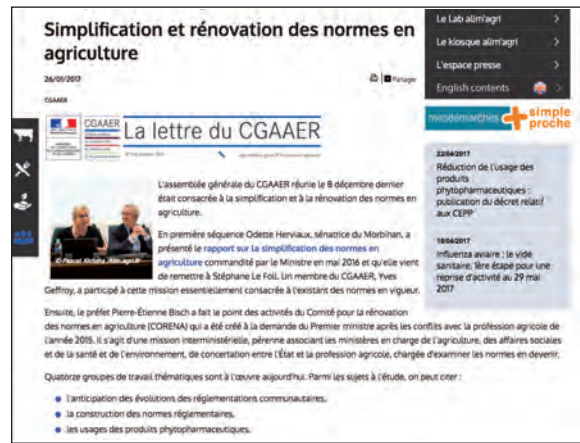 Simplification et rénovation des normes en
agriculture
26/01/2017
Partager
CGAAER
CGAAER
La lettre du CGAAER
L'assemblée générale du CGAAER réunie le 8 décembre dernier
était consacrée à la simplification et à la rénovation des normes en
agriculture.
En première séquence Odette Herviaux, sénatrice du Morbihan, a
présenté le rapport sur la simplification des normes en
agriculture commandité par le Ministre en mai 2016 et qu'elle vient
de remettre à Stéphane Le Foll. Un membre du CGAAER, Yves
Geffroy, a participé à cette mission essentiellement consacrée à l'existant des normes en vigueur.
Ensuite, le préfet Pierre-Étienne Bisch a fait le point des activités du Comité pour la rénovation
des normes en agriculture (CORENA) qui a été créé à la demande du Premier ministre après les conflits avec la profession agricole de
l'année 2015. Il s'agit d'une mission interministérielle, pérenne associant les ministères en charge de l'agriculture, des affaires sociales
et de la santé et de l'environnement, de concertation entre l'État et la profession agricole, chargée d'examiner les normes en devenir.
Quatorze groupes de travail thématiques sont à l'œuvre aujourd'hui. Parmi les sujets à l'étude, on peut citer :
l'anticipation des évolutions des réglementations communautaires,
la construction des normes réglementaires,
les usages des produits phytopharmaceutiques.
Le Lab alim'agri
Le kiosque alim'agri
L'espace presse
English contents
mesdémarches
simple
proche
22/04/2017
Réduction de l'usage des
produits
phytopharmaceutiques :
publication du décret relatif
aux CEPP
18/04/2017
Influenza aviaire : le vide
sanitaire, 1ère étape pour une
reprise d'activité au 29 mai
2017